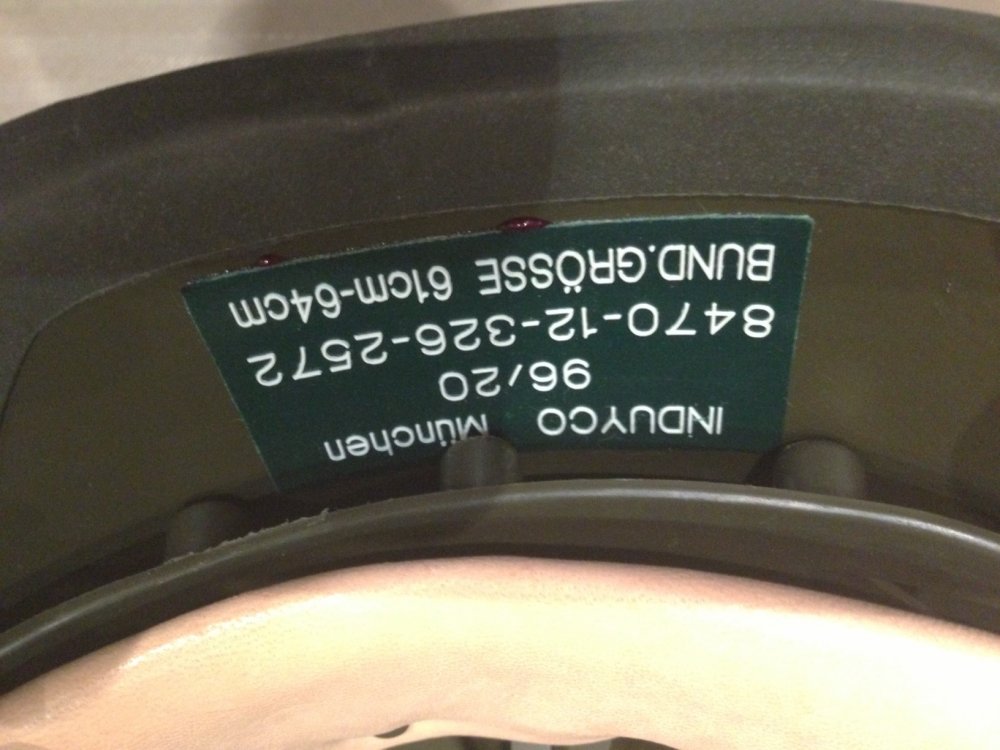 INDUYCO München
96/20
8470-12-326-2572
BUND.GRÖSSE 61cm-64cm